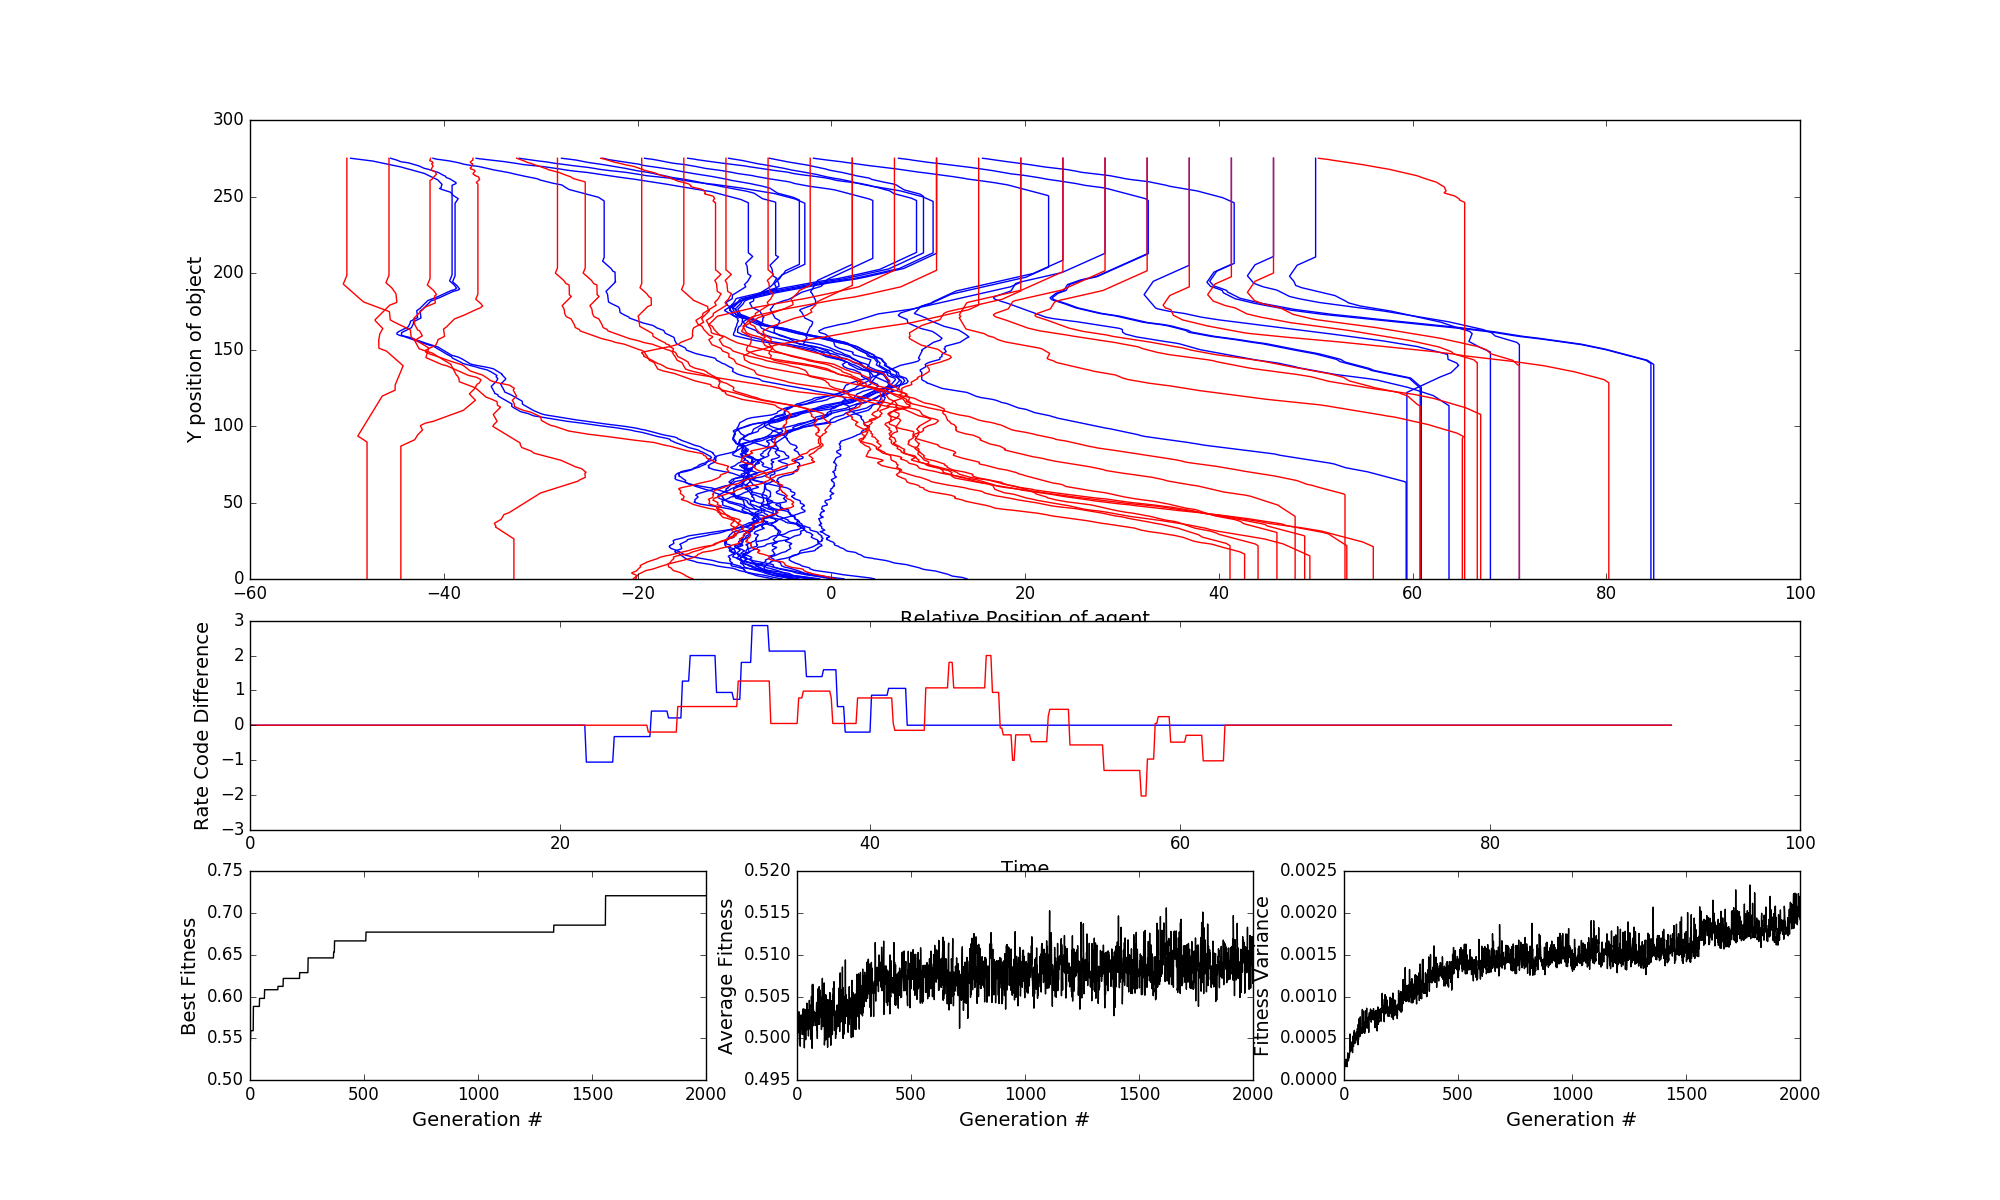 300
250
200
150
100
50
0
Y position of object
−60 −40 −20 0 20 40 60 80 100
Relative Position of agent
3
2
1
0
−1
−2
−3
Rate Code Difference
0 20 40 60 80 100
Time
0.75
0.70
0.65
0.60
0.55
0.50
Best Fitness
0 500 1000 1500 2000
Generation #
0.520
0.515
0.510
0.505
0.500
0.495
Average Fitness
0 500 1000 1500 2000
Generation #
0.0025
0.0020
0.0015
0.0010
0.0005
0.0000
Fitness Variance
0 500 1000 1500 2000
Generation #